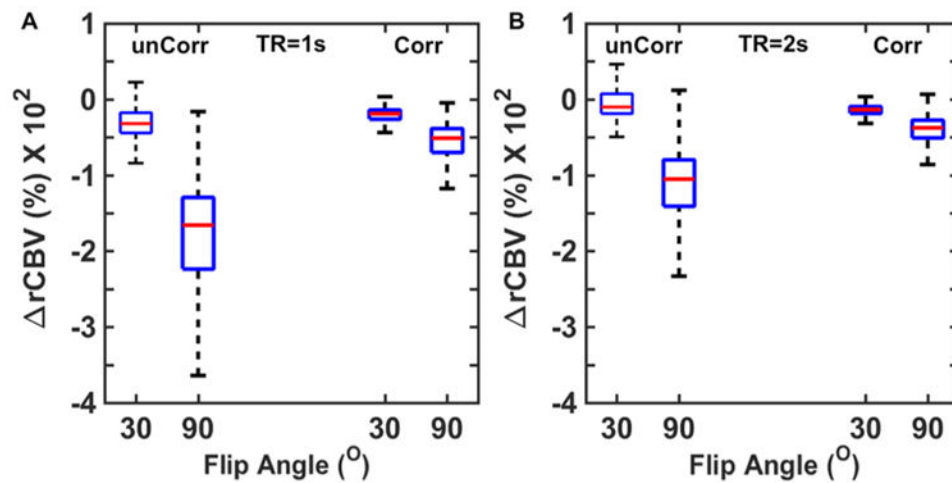 A
unCorr TR=1s Corr
1
0
-1
-2
-3
-4
ΔrCBV (%) X 10²
30 90 30 90
Flip Angle (ᴼ)
B
unCorr TR=2s Corr
1
0
-1
-2
-3
-4
ΔrCBV (%) X 10²
30 90 30 90
Flip Angle (ᴼ)